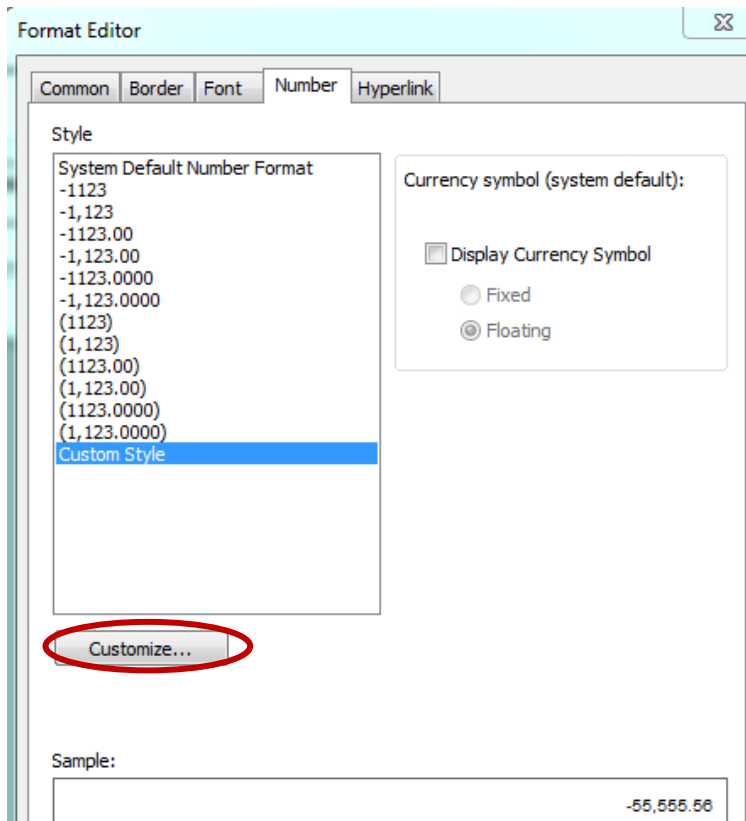 Format Editor
Common Border Font Number Hyperlink
Style
System Default Number Format
-1123
-1,123
-1123.00
-1,123.00
-1123.0000
-1,123.0000
(1123)
(1,123)
(1123.00)
(1,123.00)
(1123.0000)
(1,123.0000)
Custom Style
Currency symbol (system default):
Display Currency Symbol
Fixed
Floating
Customize...
Sample:
-55,555.56